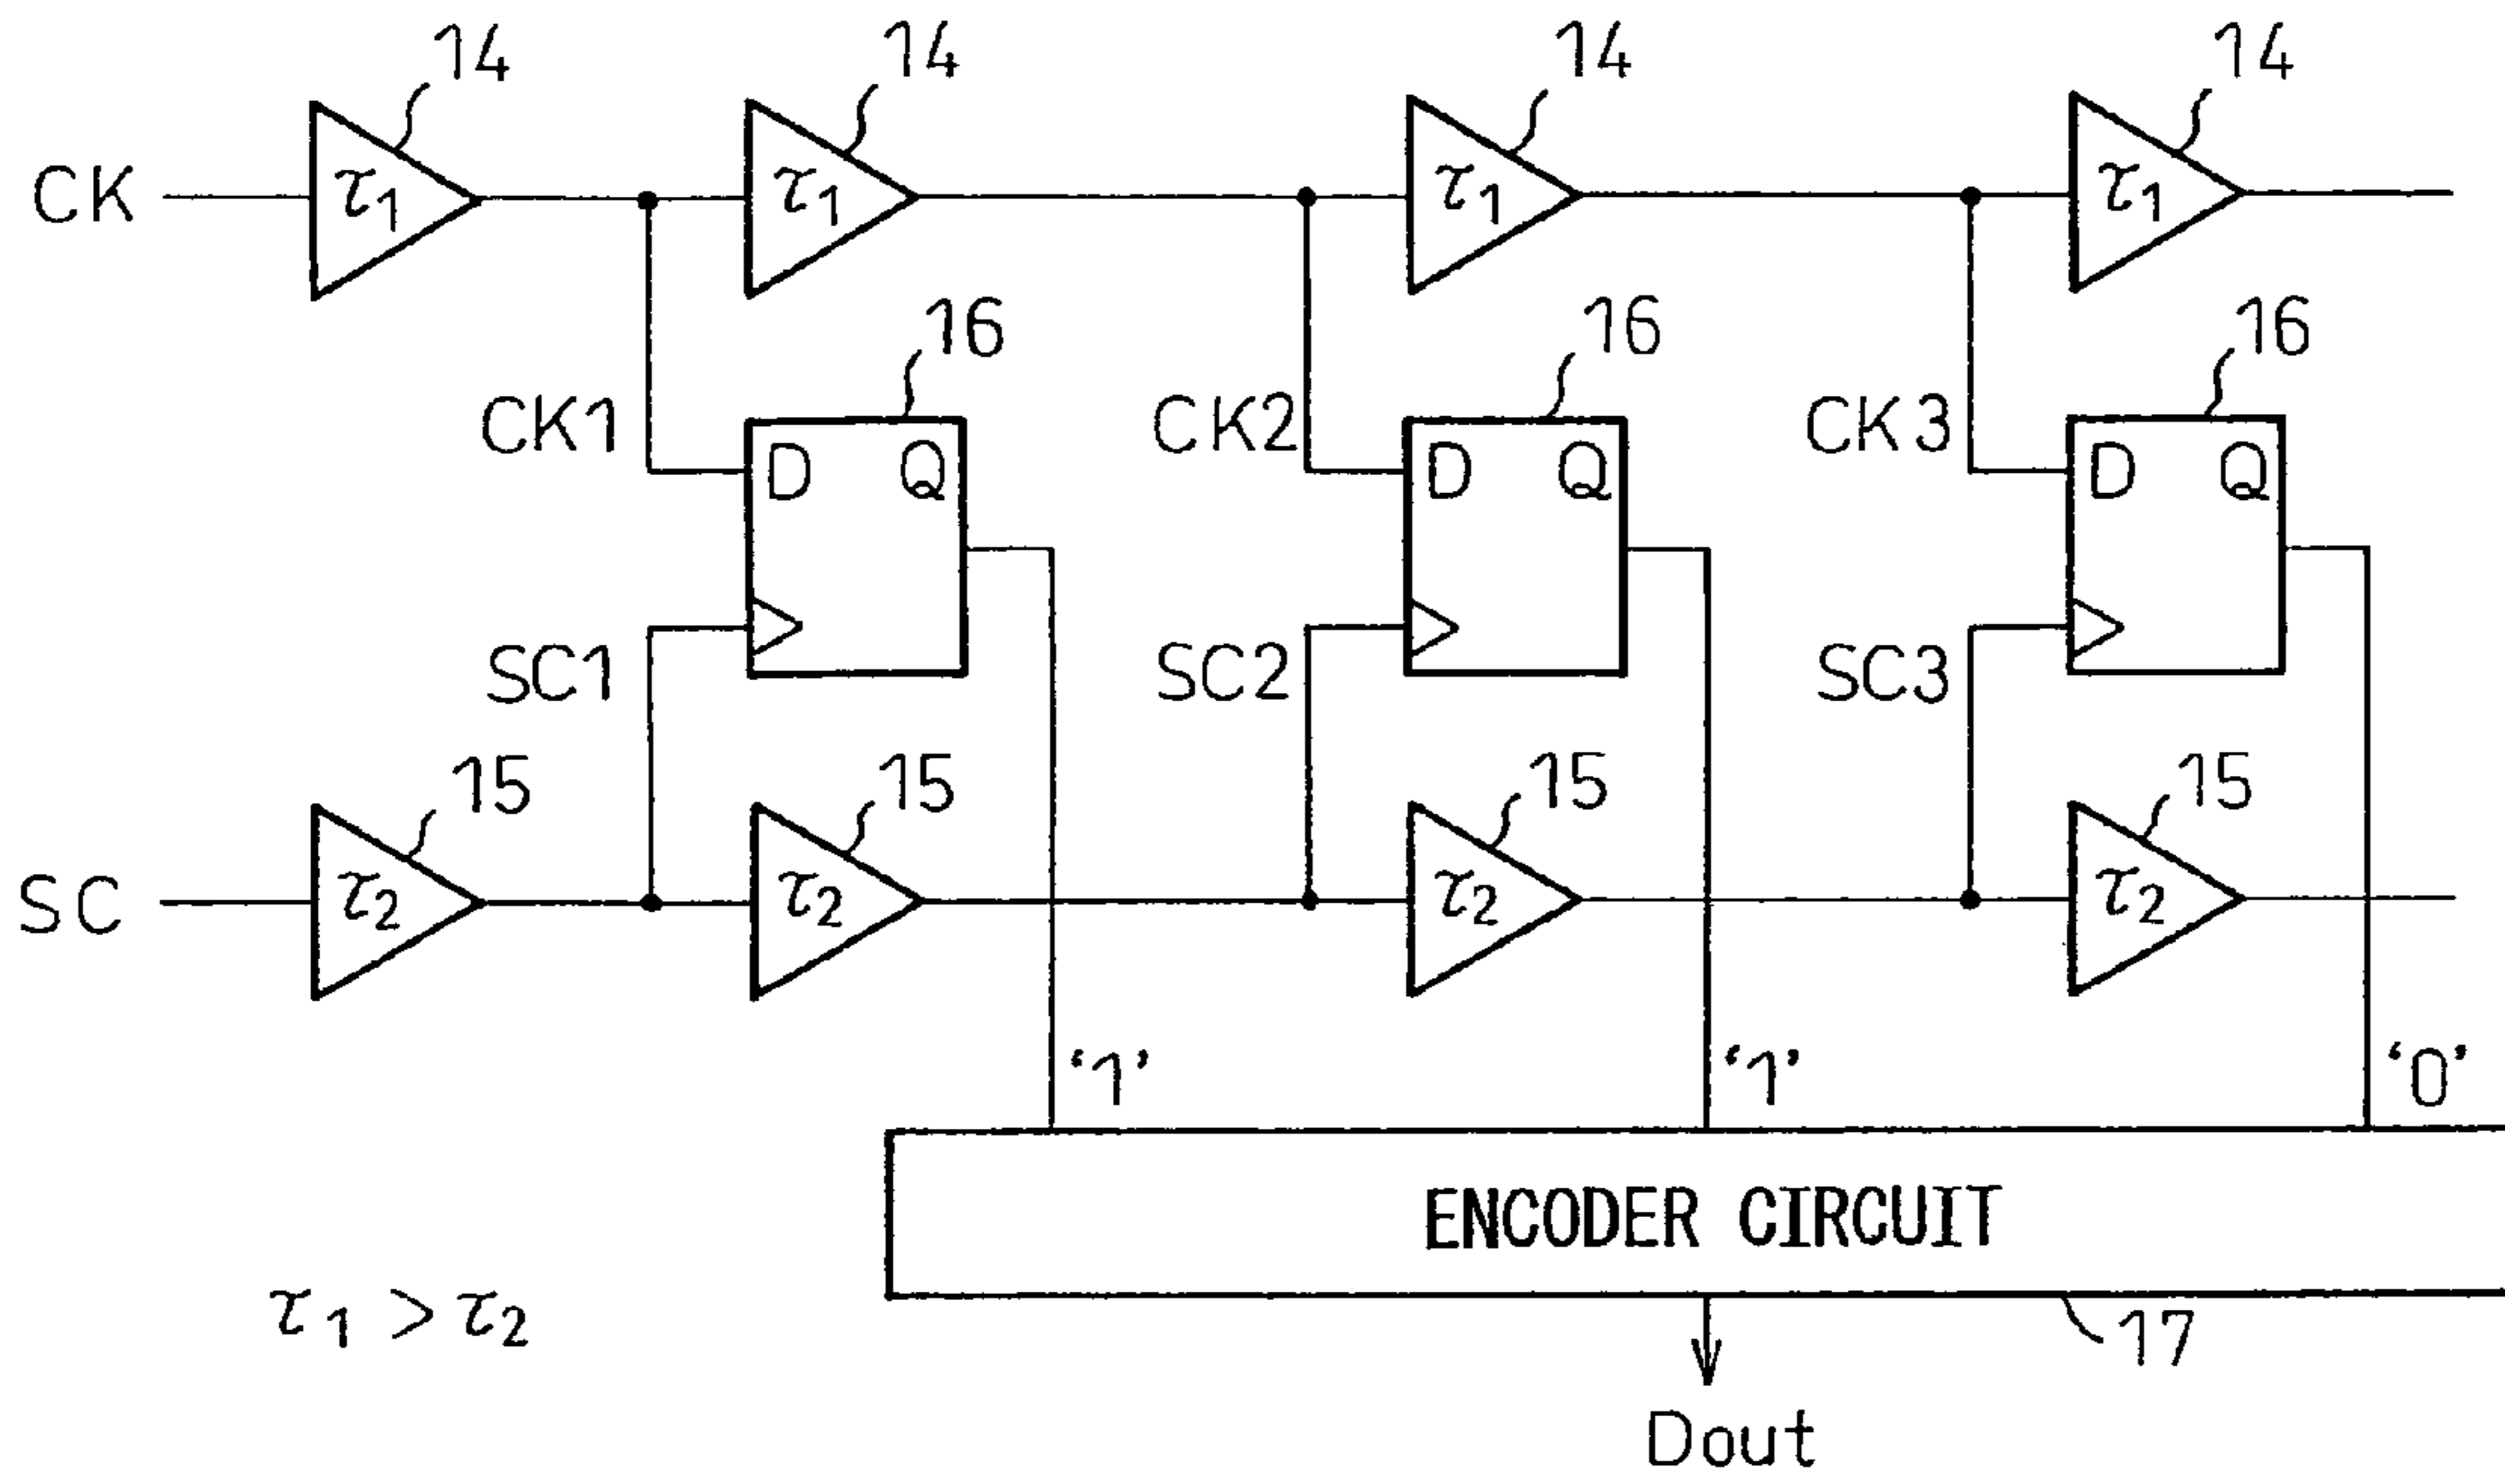 14 14 14 14
CK τ1 τ1 τ1 τ1
16 16 16
CK1 D Q CK2 D Q CK3 D Q
SC1 SC2 SC3
15 15 15 15
SC τ2 τ2 τ2 τ2
‘1’ ‘1’ ‘0’
ENCODER CIRCUIT
τ1 > τ2 17
Dout